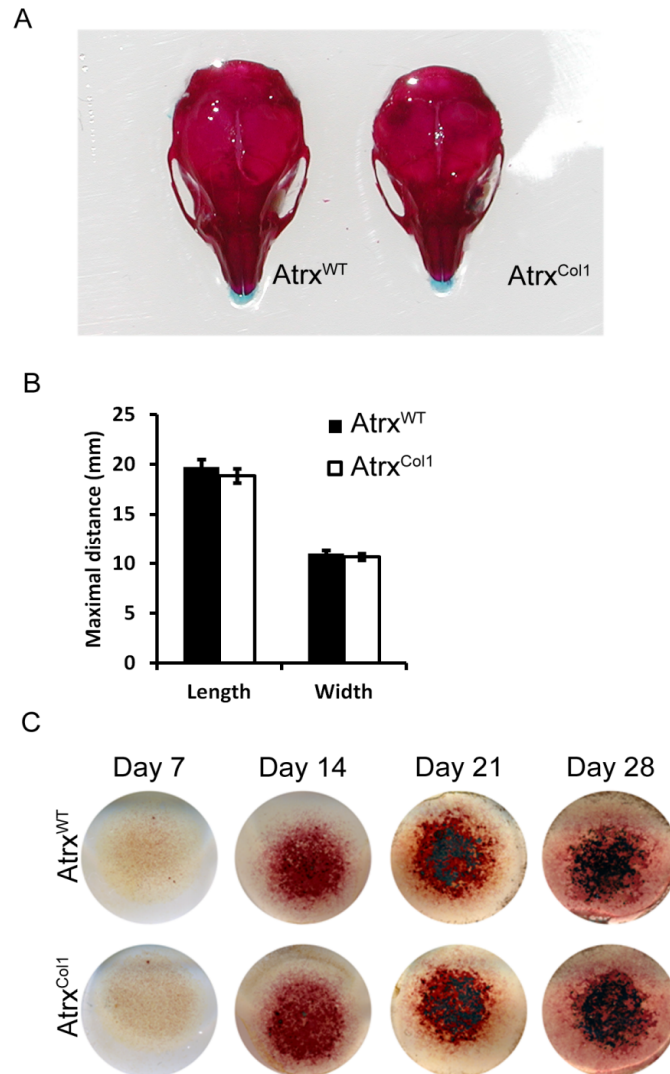 A
Atrx^WT
Atrx^Col1
B
Maximal distance (mm)
25
20
15
10
5
0
Atrx^WT
Atrx^Col1
Length
Width
C
Day 7
Day 14
Day 21
Day 28
Atrx^WT
Atrx^Col1